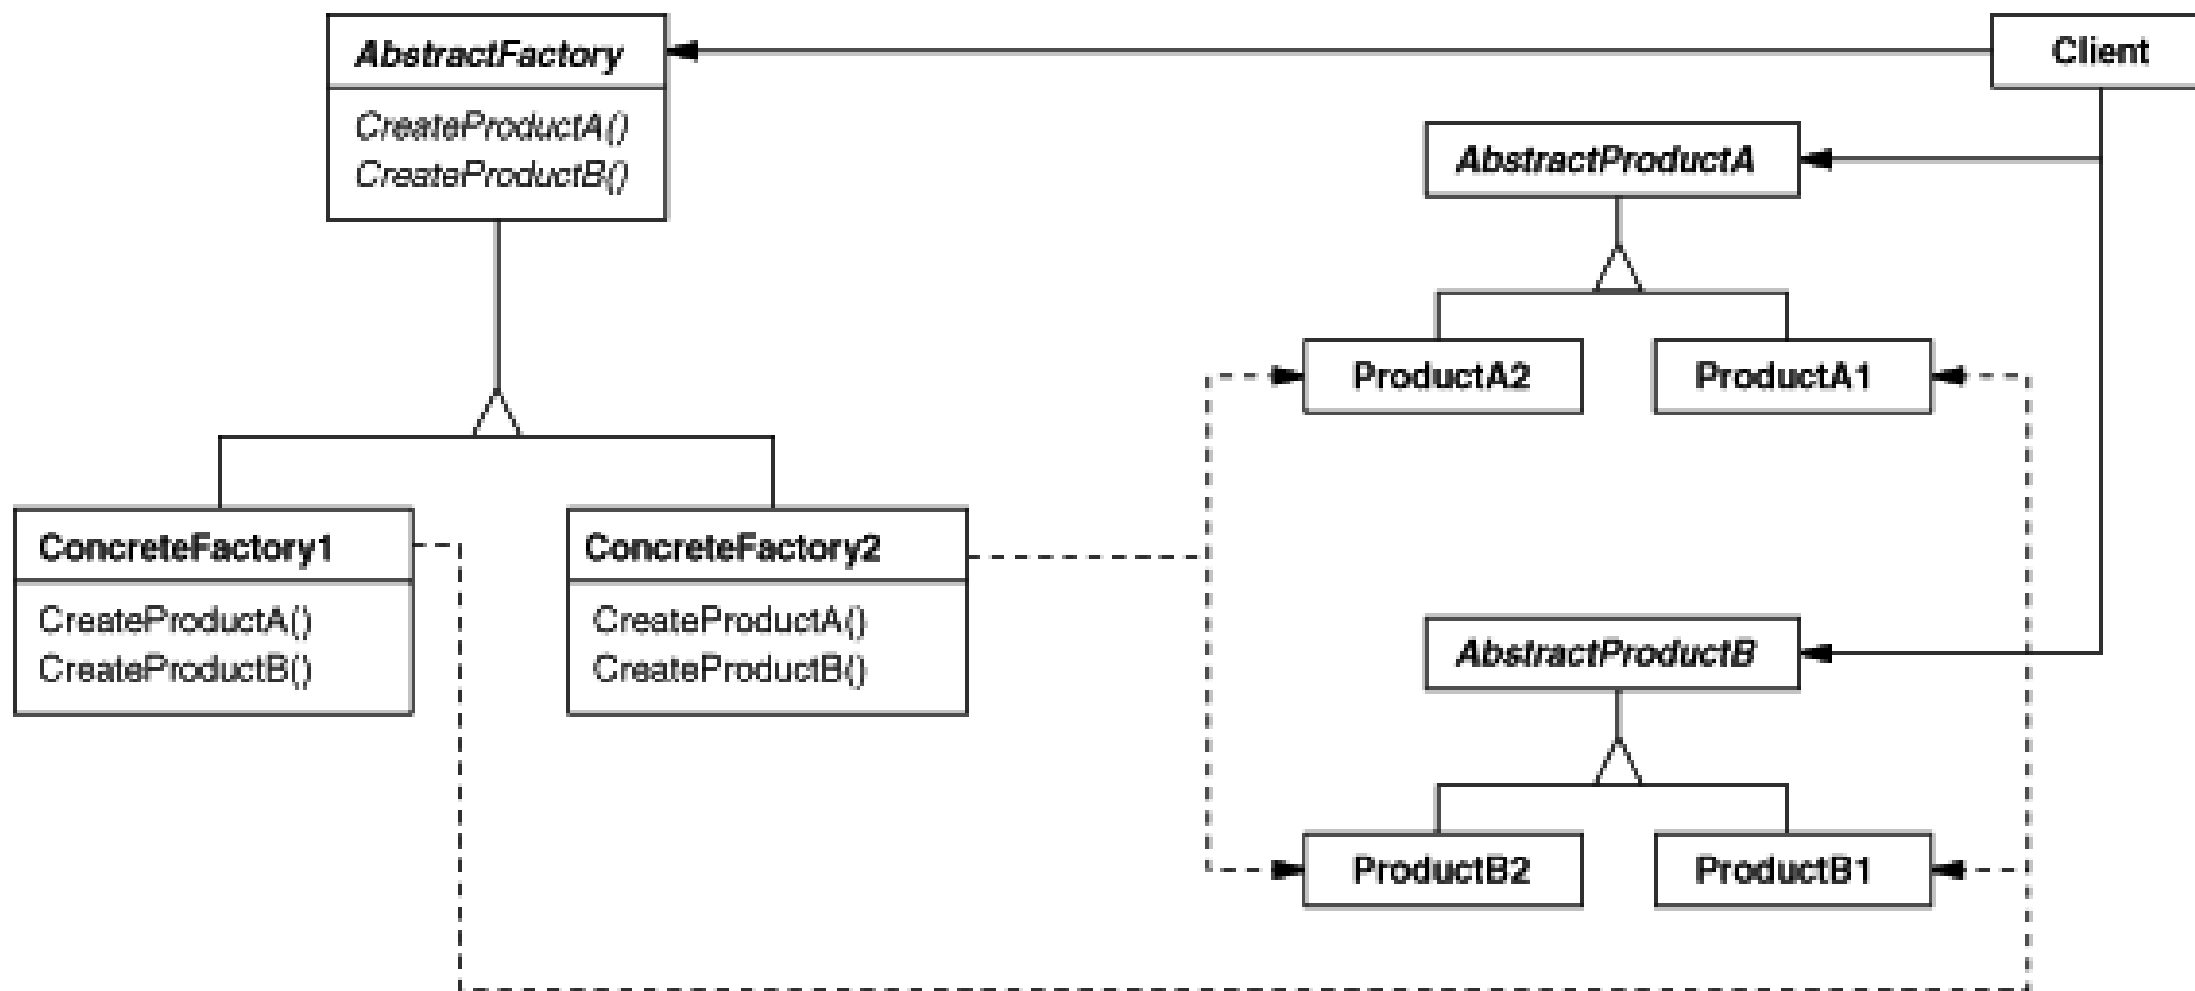 AbstractFactory
CreateProductA()
CreateProductB()
Client
AbstractProductA
ProductA2
ProductA1
ConcreteFactory1
CreateProductA()
CreateProductB()
ConcreteFactory2
CreateProductA()
CreateProductB()
AbstractProductB
ProductB2
ProductB1